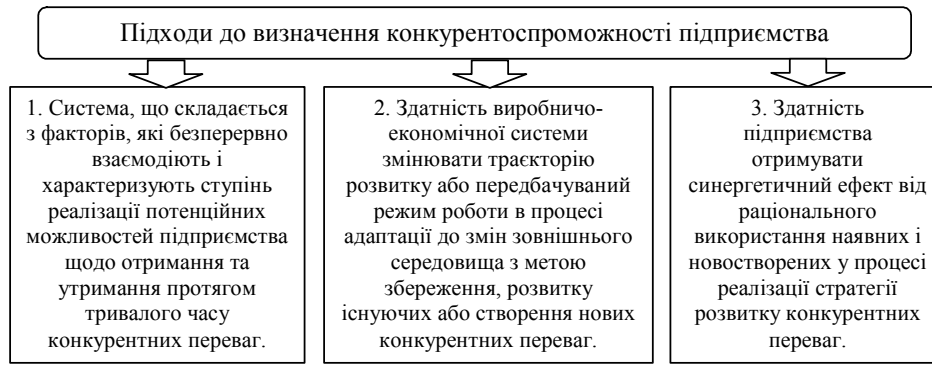 Підходи до визначення конкурентоспроможності підприємства
1. Система, що складається
з факторів, які безперервно
взаємодіють і
характеризують ступінь
реалізації потенційних
можливостей підприємства
щодо отримання та
утримання протягом
тривалого часу
конкурентних переваг.
2. Здатність виробничо-
економічної системи
змінювати траєкторію
розвитку або передбачуваний
режим роботи в процесі
адаптації до змін зовнішнього
середовища з метою
збереження, розвитку
існуючих або створення нових
конкурентних переваг.
3. Здатність
підприємства
отримувати
синергетичний ефект від
раціонального
використання наявних і
новостворених у процесі
реалізації стратегії
розвитку конкурентних
переваг.